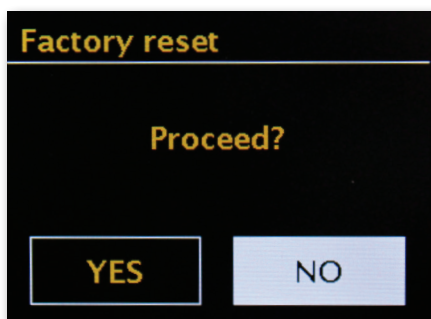 Factory reset
Proceed?
YES
NO